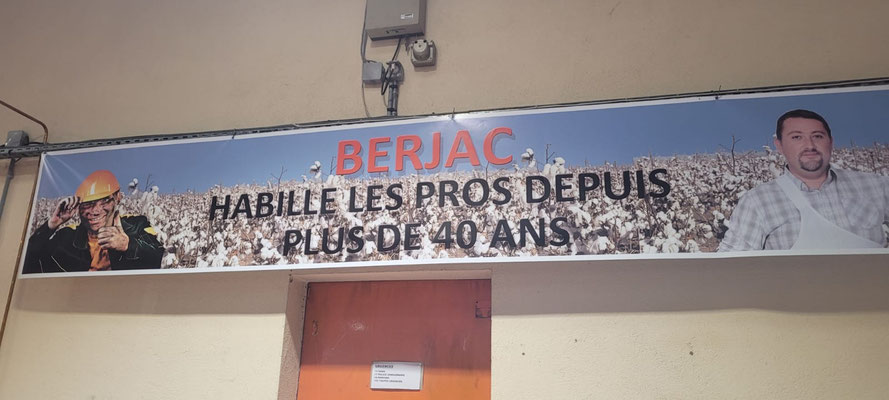 BERJAC
HABILLE LES PROS DEPUIS
PLUS DE 40 ANS